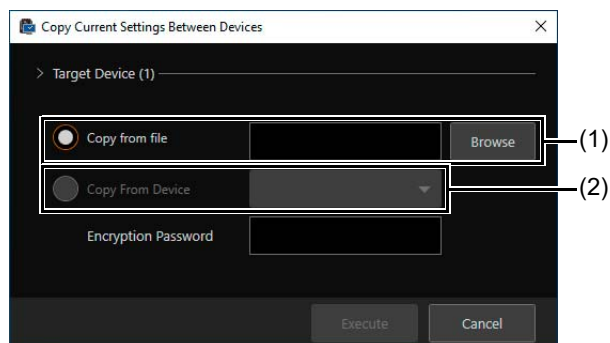 Copy Current Settings Between Devices
> Target Device (1)
Copy from file
Browse
(1)
Copy From Device
(2)
Encryption Password
Execute
Cancel